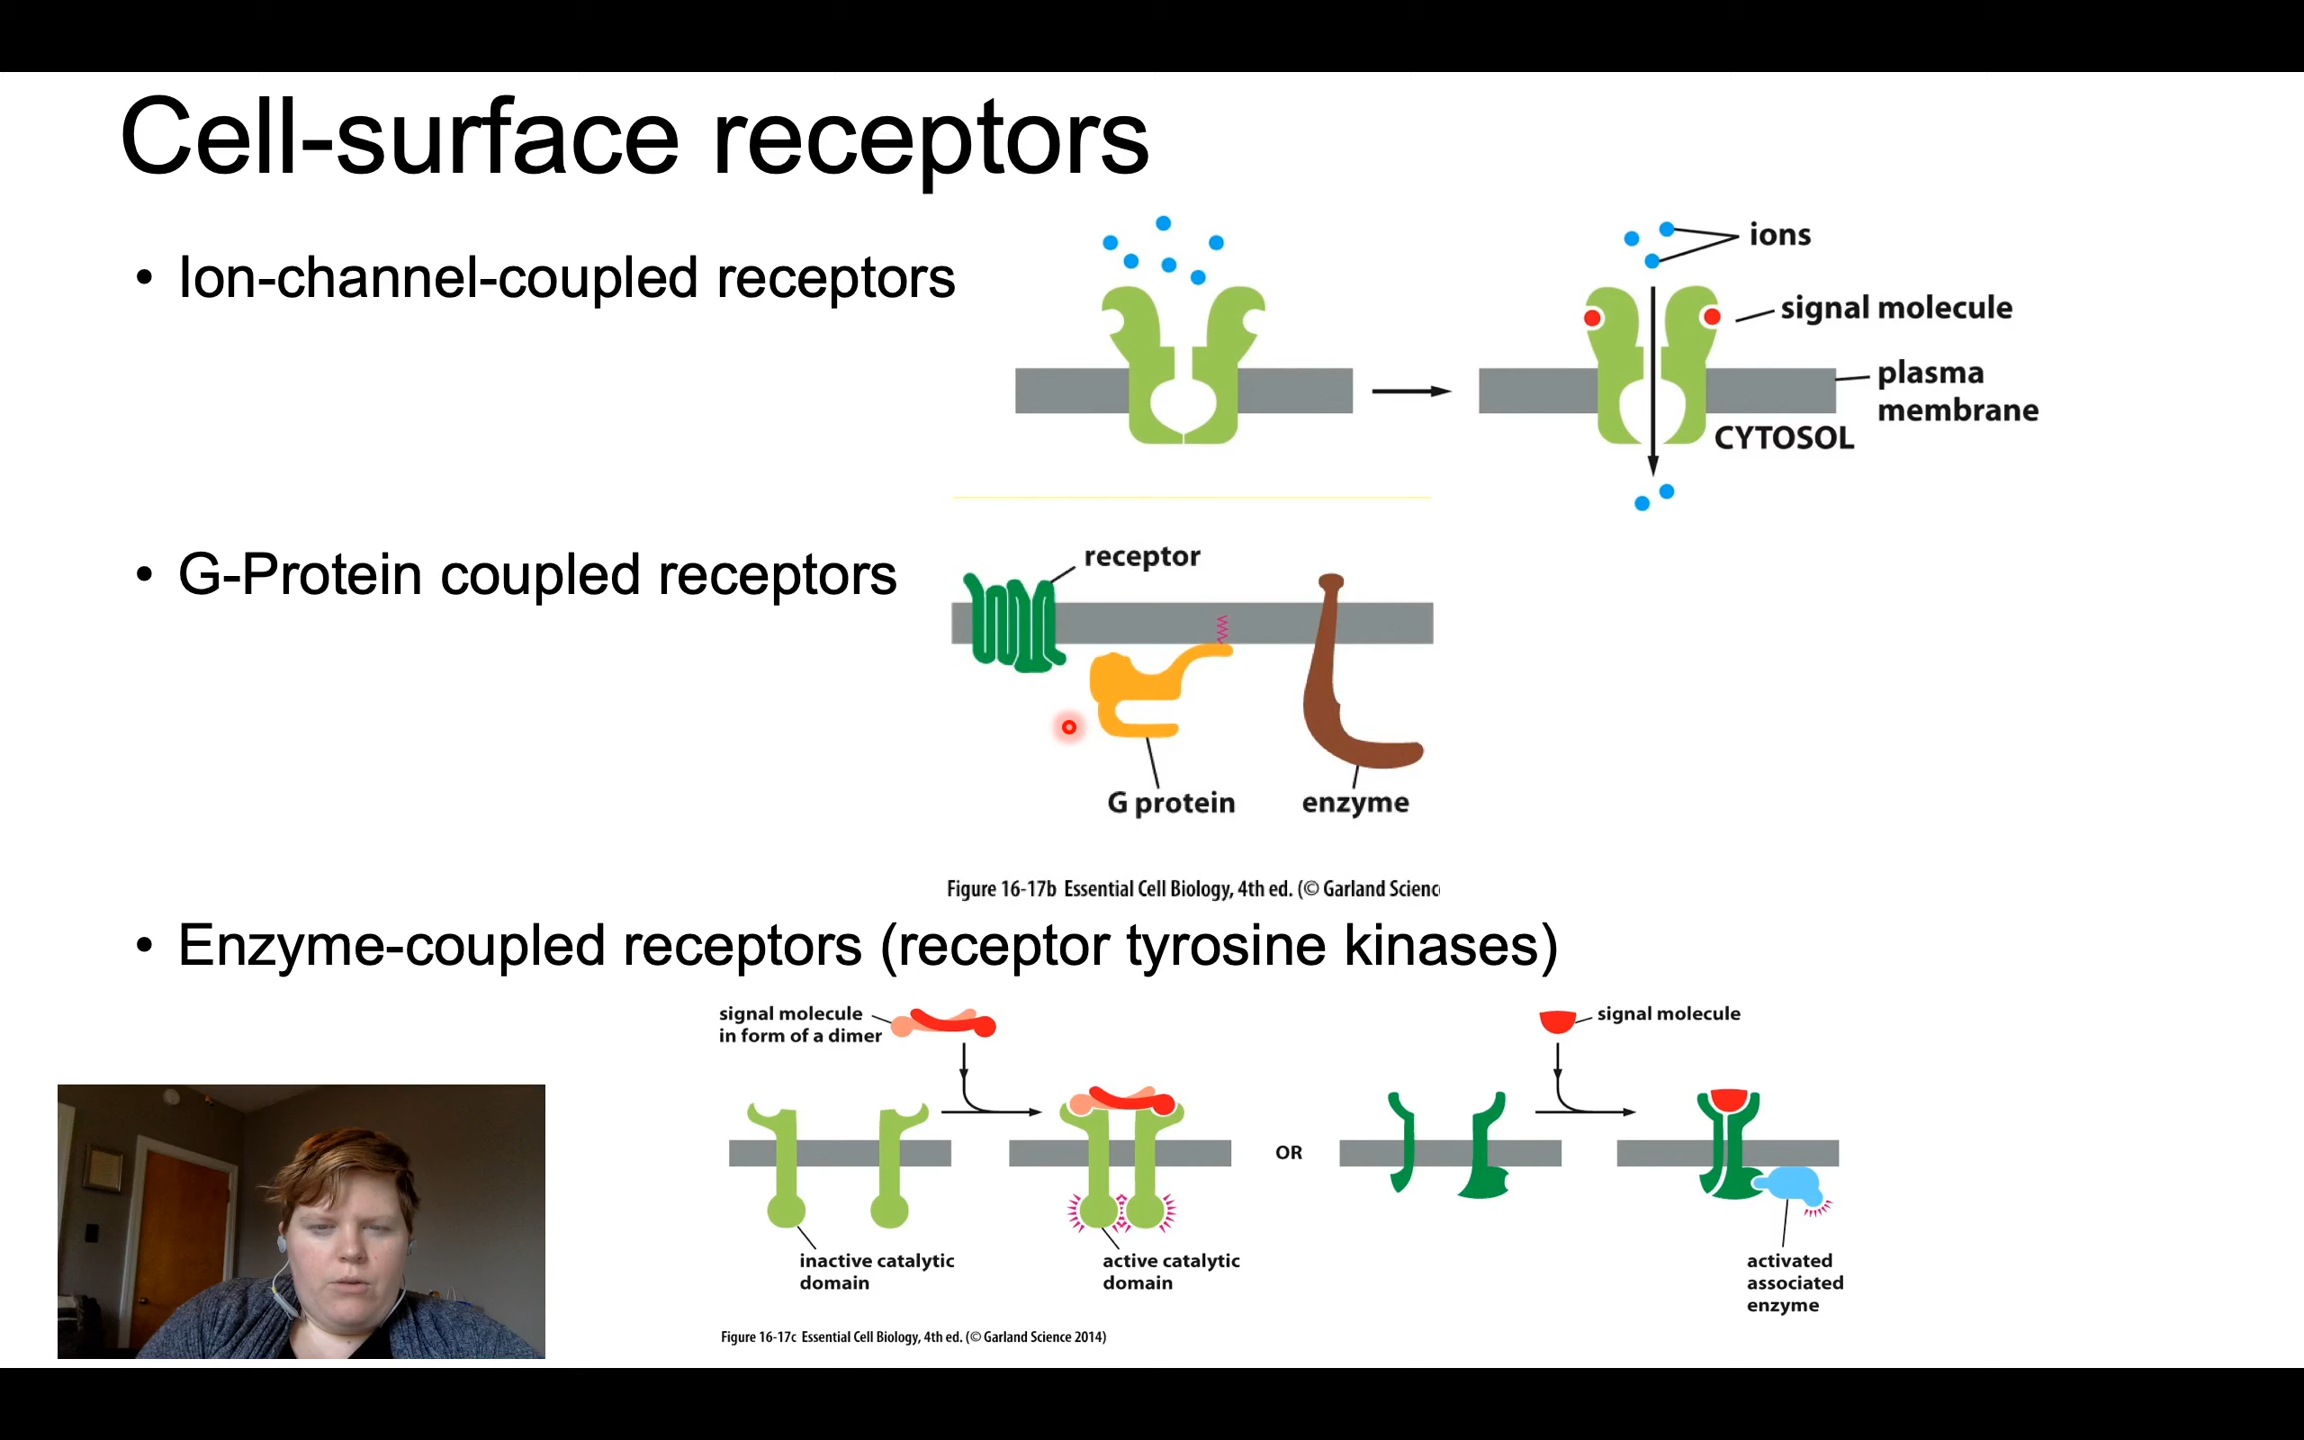 Cell-surface receptors
• Ion-channel-coupled receptors
ions
signal molecule
plasma
membrane
CYTOSOL
• G-Protein coupled receptors
receptor
G protein
enzyme
Figure 16-17b Essential Cell Biology, 4th ed. (© Garland Scienc
• Enzyme-coupled receptors (receptor tyrosine kinases)
signal molecule
in form of a dimer
signal molecule
OR
inactive catalytic
domain
active catalytic
domain
activated
associated
enzyme
Figure 16-17c Essential Cell Biology, 4th ed. (© Garland Science 2014)